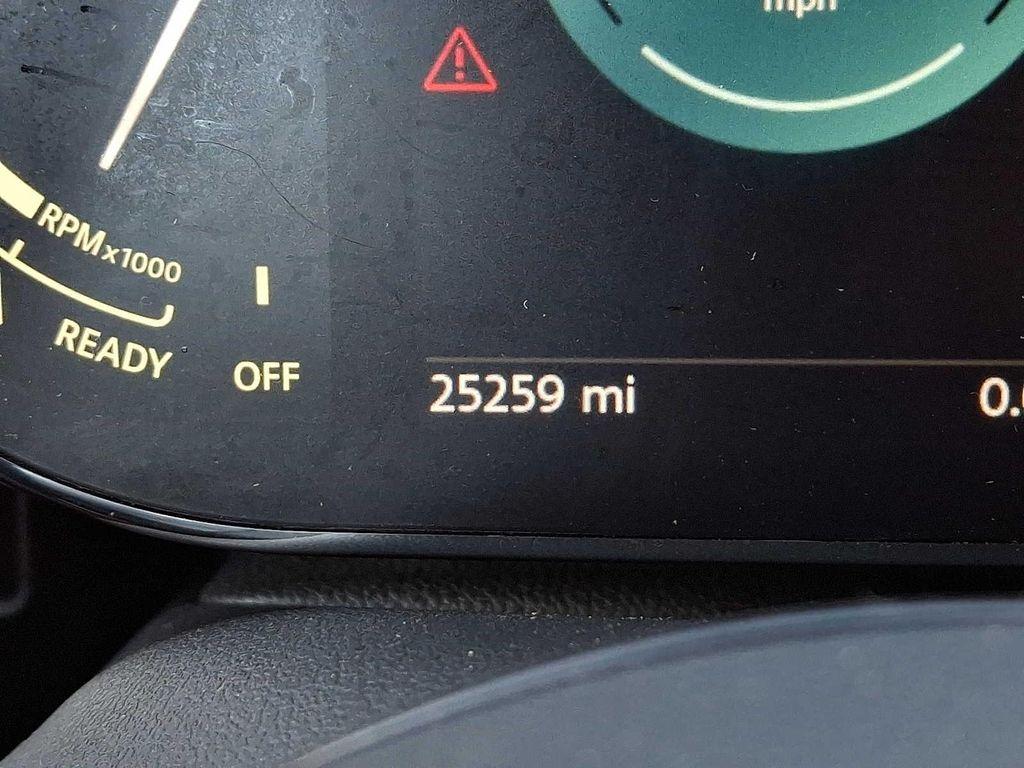 mph
RPMx1000
READY
OFF
25259 mi